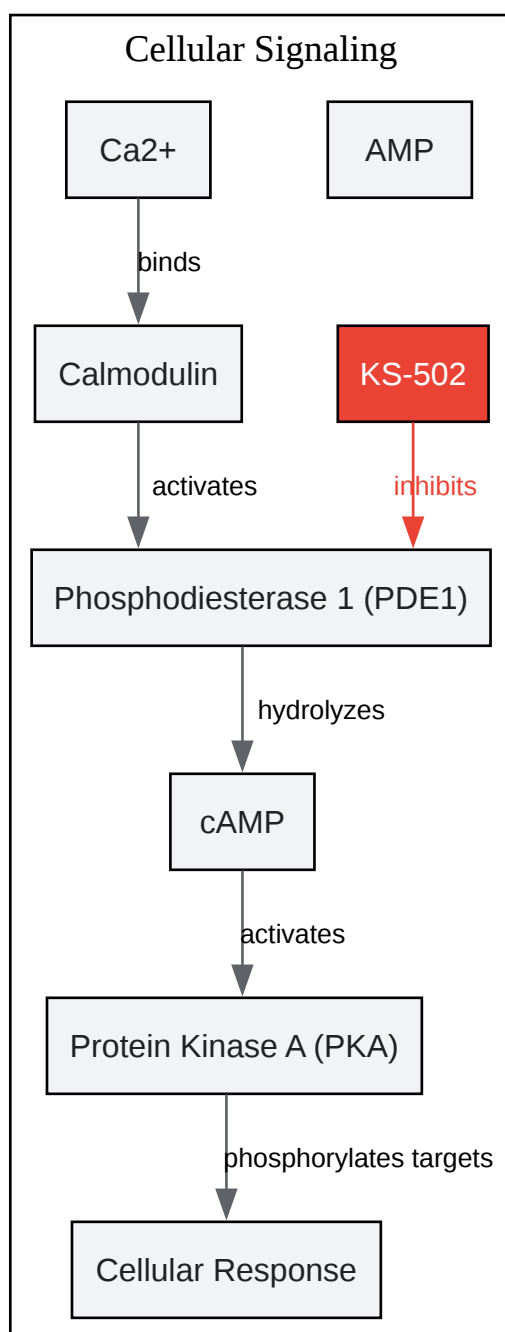 Cellular Signaling
Ca2+
AMP
binds
Calmodulin
KS-502
activates
inhibits
Phosphodiesterase 1 (PDE1)
hydrolyzes
cAMP
activates
Protein Kinase A (PKA)
phosphorylates targets
Cellular Response